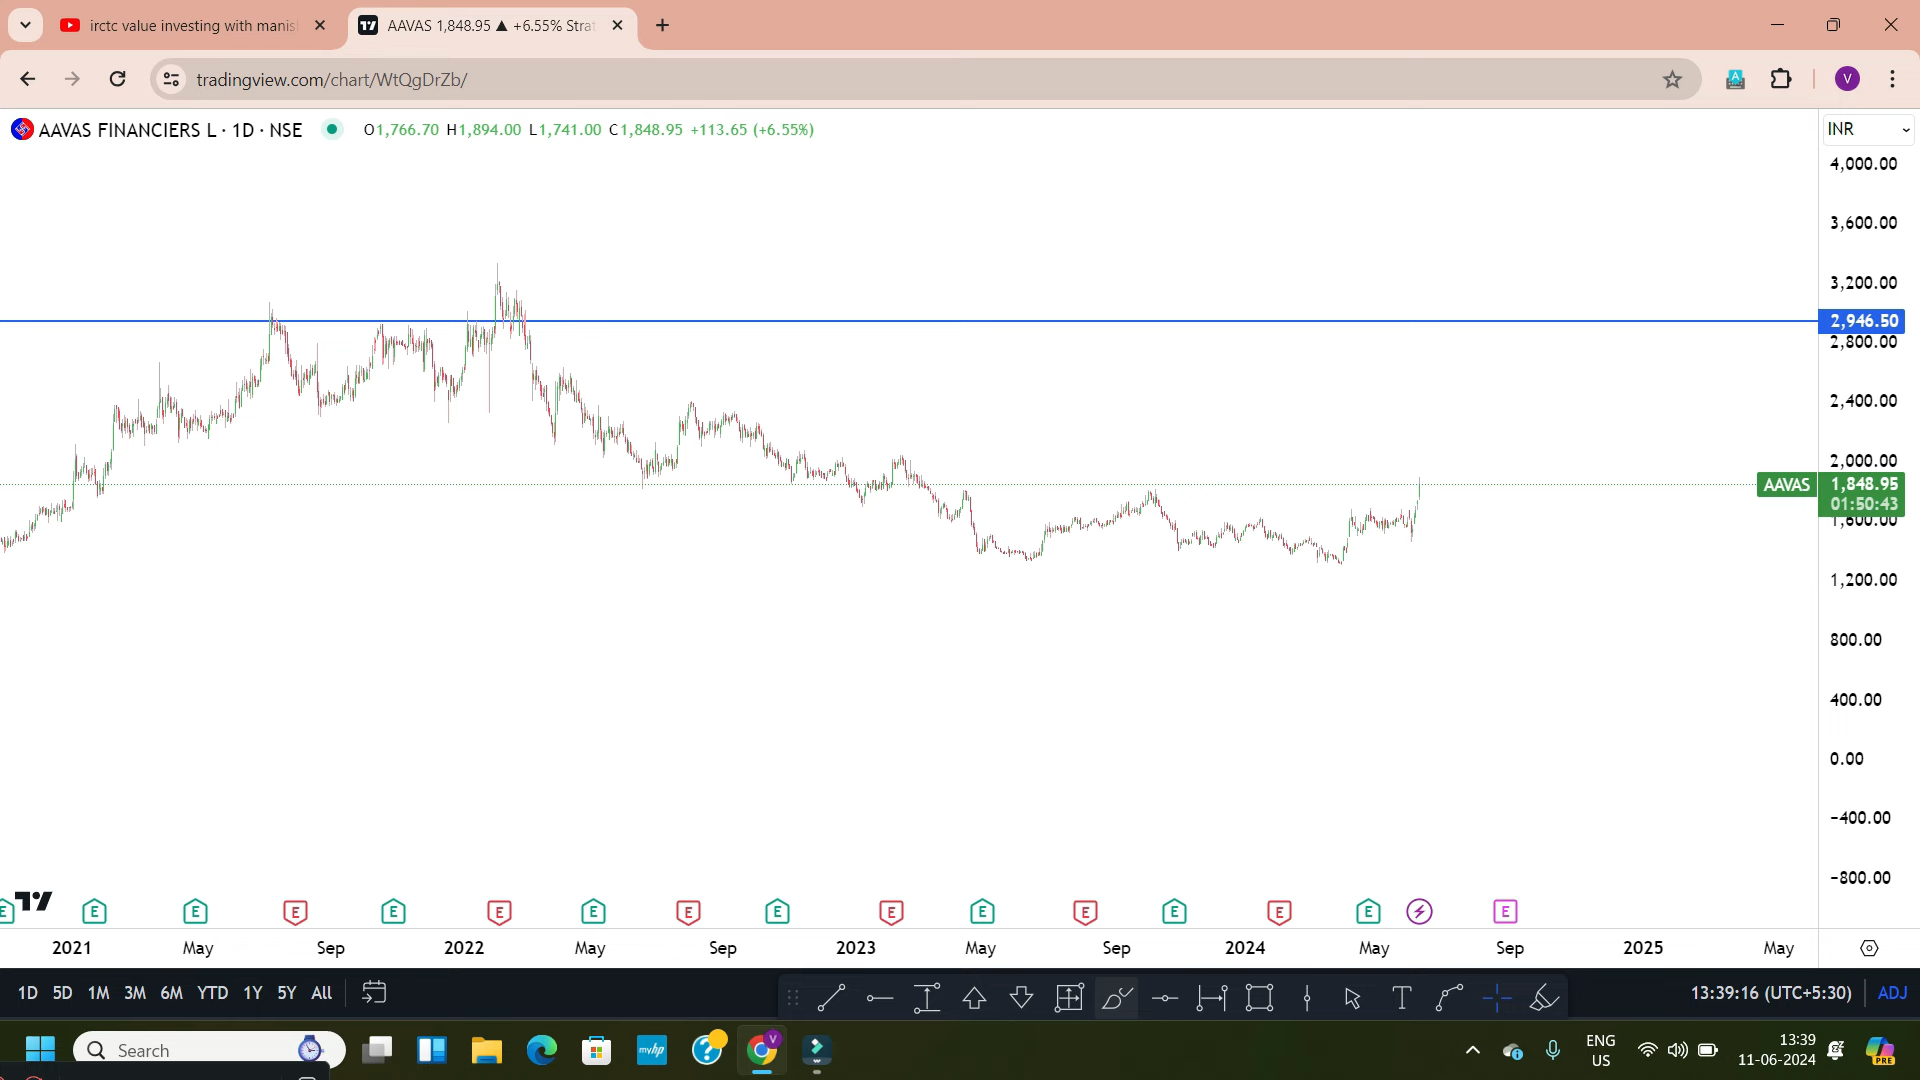 irctc value investing with manis
AAVAS 1,848.95 ▲ +6.55% Strat
tradingview.com/chart/WtQgDrZb/
V
AAVAS FINANCIERS L · 1D · NSE O1,766.70 H1,894.00 L1,741.00 C1,848.95 +113.65 (+6.55%)
INR
4,000.00
3,600.00
3,200.00
2,946.50
2,800.00
2,400.00
2,000.00
AAVAS 1,848.95
01:50:43
1,600.00
1,200.00
800.00
400.00
0.00
−400.00
−800.00
E E E E E E E E E E E E E E E E
2021 May Sep 2022 May Sep 2023 May Sep 2024 May Sep 2025 May
1D 5D 1M 3M 6M YTD 1Y 5Y All
13:39:16 (UTC+5:30) ADJ
Search
myhp
V
ENG
US
13:39
11-06-2024
PRE